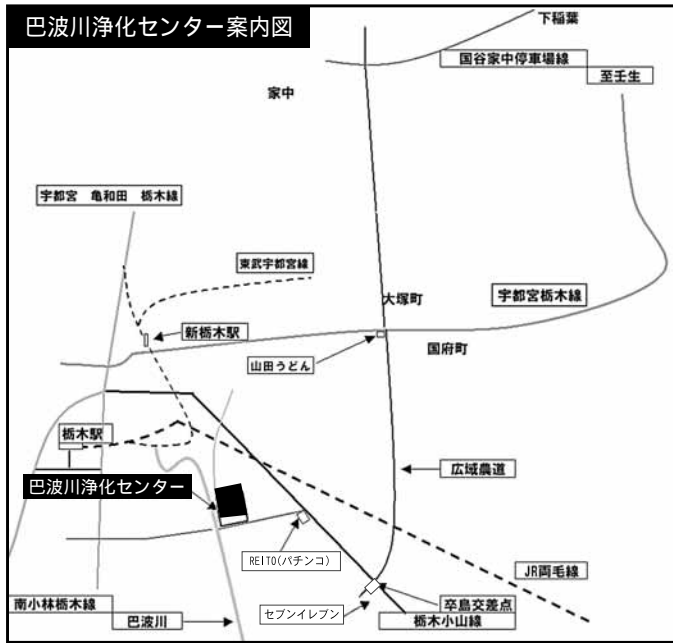 巴波川浄化センター案内図
下稲葉
国谷家中停車場線
至壬生
家中
宇都宮 亀和田 栃木線
東武宇都宮線
大塚町
宇都宮栃木線
新栃木駅
国府町
山田うどん
栃木駅
広域農道
巴波川浄化センター
REITO(パチンコ)
JR両毛線
南小林栃木線
巴波川
セブンイレブン
卒島交差点
栃木小山線